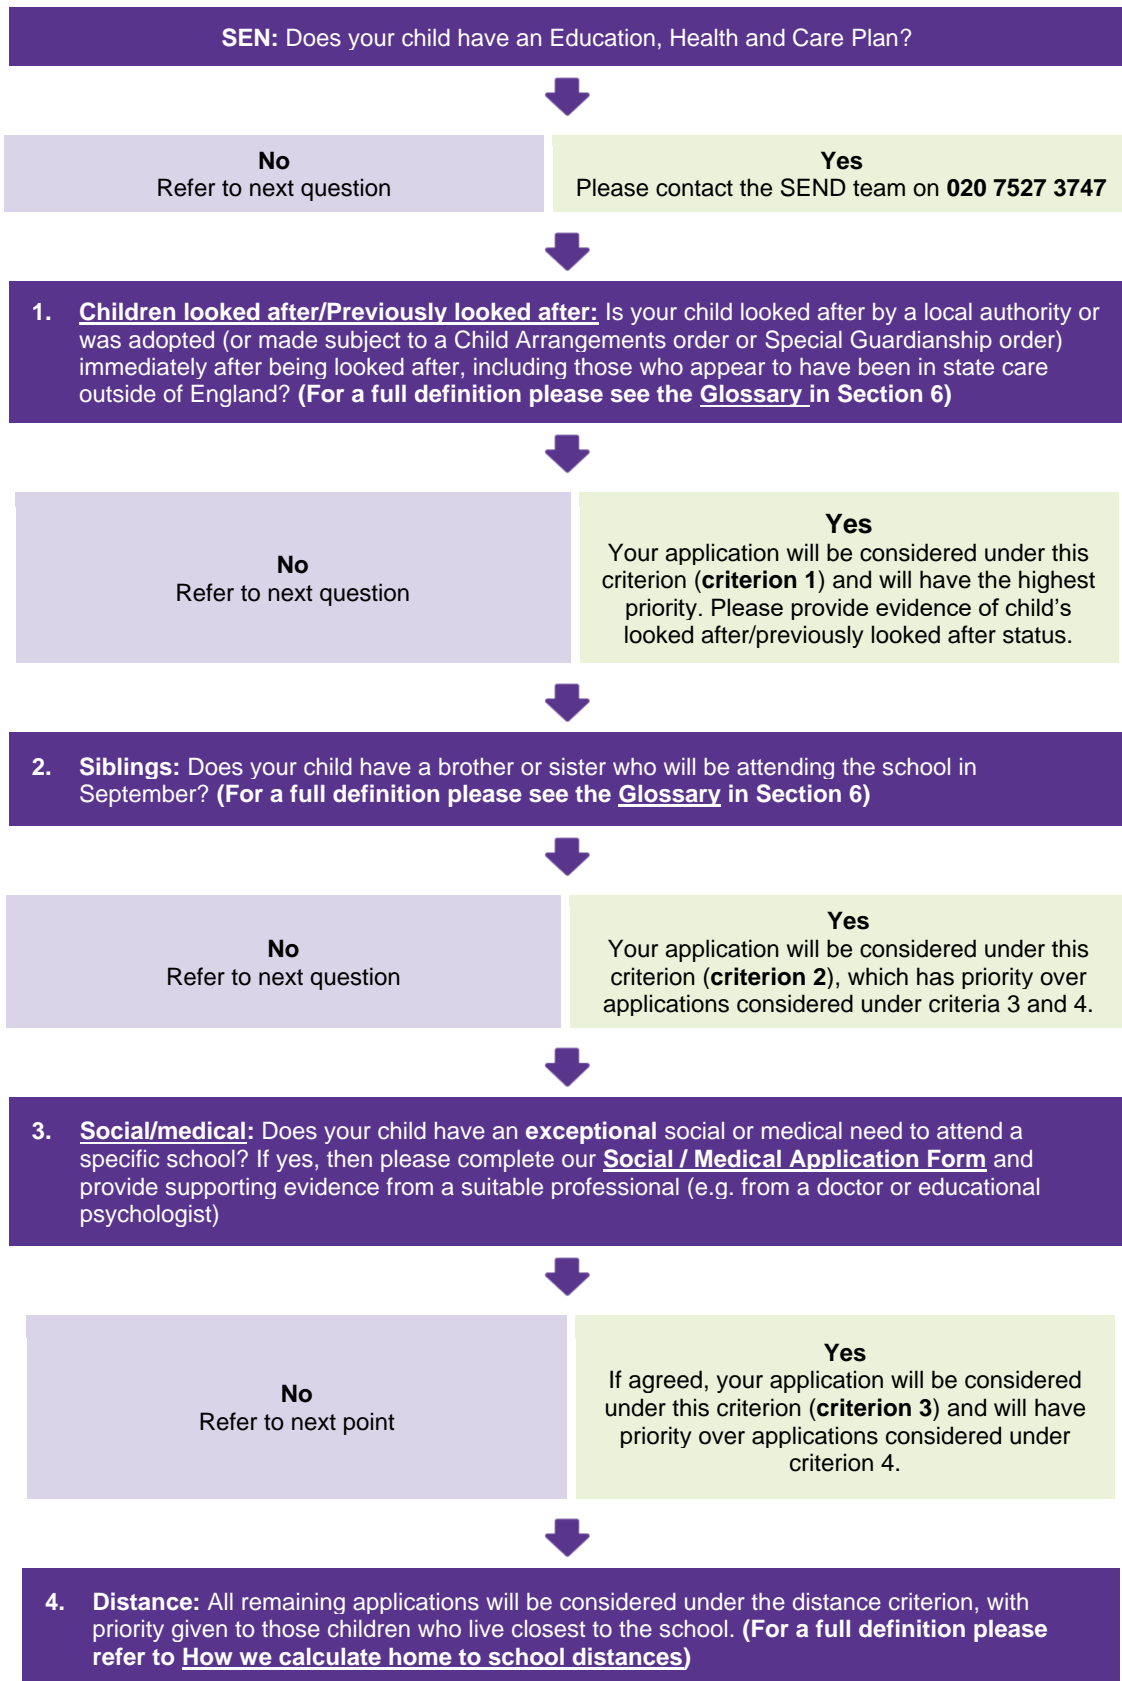 SEN: Does your child have an Education, Health and Care Plan?
No
Refer to next question
Yes
Please contact the SEND team on 020 7527 3747
1. Children looked after/Previously looked after: Is your child looked after by a local authority or
was adopted (or made subject to a Child Arrangements order or Special Guardianship order)
immediately after being looked after, including those who appear to have been in state care
outside of England? (For a full definition please see the Glossary in Section 6)
No
Refer to next question
Yes
Your application will be considered under this
criterion (criterion 1) and will have the highest
priority. Please provide evidence of child's
looked after/previously looked after status.
2. Siblings: Does your child have a brother or sister who will be attending the school in
September? (For a full definition please see the Glossary in Section 6)
No
Refer to next question
Yes
Your application will be considered under this
criterion (criterion 2), which has priority over
applications considered under criteria 3 and 4.
3. Social/medical: Does your child have an exceptional social or medical need to attend a
specific school? If yes, then please complete our Social / Medical Application Form and
provide supporting evidence from a suitable professional (e.g. from a doctor or educational
psychologist)
No
Refer to next point
Yes
If agreed, your application will be considered
under this criterion (criterion 3) and will have
priority over applications considered under
criterion 4.
4. Distance: All remaining applications will be considered under the distance criterion, with
priority given to those children who live closest to the school. (For a full definition please
refer to How we calculate home to school distances)